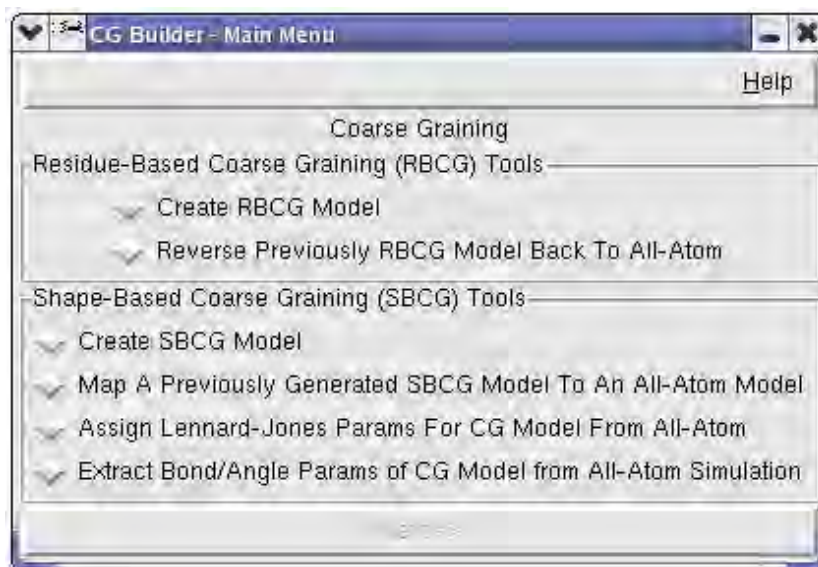 CG Builder - Main Menu
Help
Coarse Graining
Residue-Based Coarse Graining (RBCG) Tools
Create RBCG Model
Reverse Previously RBCG Model Back To All-Atom
Shape-Based Coarse Graining (SBCG) Tools
Create SBCG Model
Map A Previously Generated SBCG Model To An All-Atom Model
Assign Lennard-Jones Params For CG Model From All-Atom
Extract Bond/Angle Params of CG Model from All-Atom Simulation